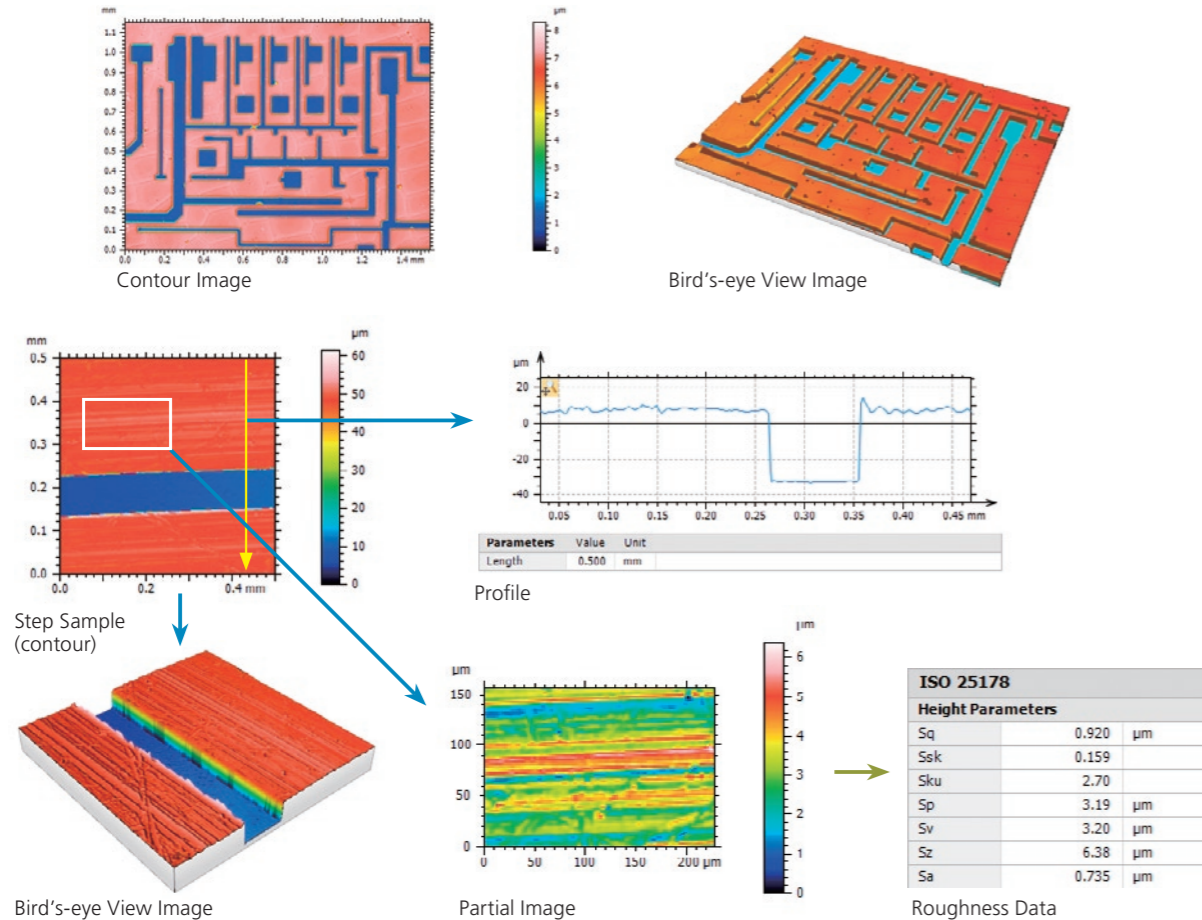 mm
1.1
1.0
0.9
0.8
0.7
0.6
0.5
0.4
0.3
0.2
0.1
0.0
0.0 0.2 0.4 0.6 0.8 1.0 1.2 1.4 mm
µm
8
7
6
5
4
3
2
1
0
Contour Image
Bird's-eye View Image
mm
0.5
0.4
0.3
0.2
0.1
0.0
0.0 0.2 0.4 mm
µm
60
50
40
30
20
10
0
Step Sample
(contour)
µm
20
0
-20
-40
0.05 0.10 0.15 0.20 0.25 0.30 0.35 0.40 0.45 mm
Parameters Value Unit
Length 0.500 mm
Profile
Bird's-eye View Image
µm
150
100
50
0
0 50 100 150 200 µm
µm
6
5
4
3
2
1
0
Partial Image
ISO 25178
Height Parameters
Sq 0.920 µm
Ssk 0.159
Sku 2.70
Sp 3.19 µm
Sv 3.20 µm
Sz 6.38 µm
Sa 0.735 µm
Roughness Data